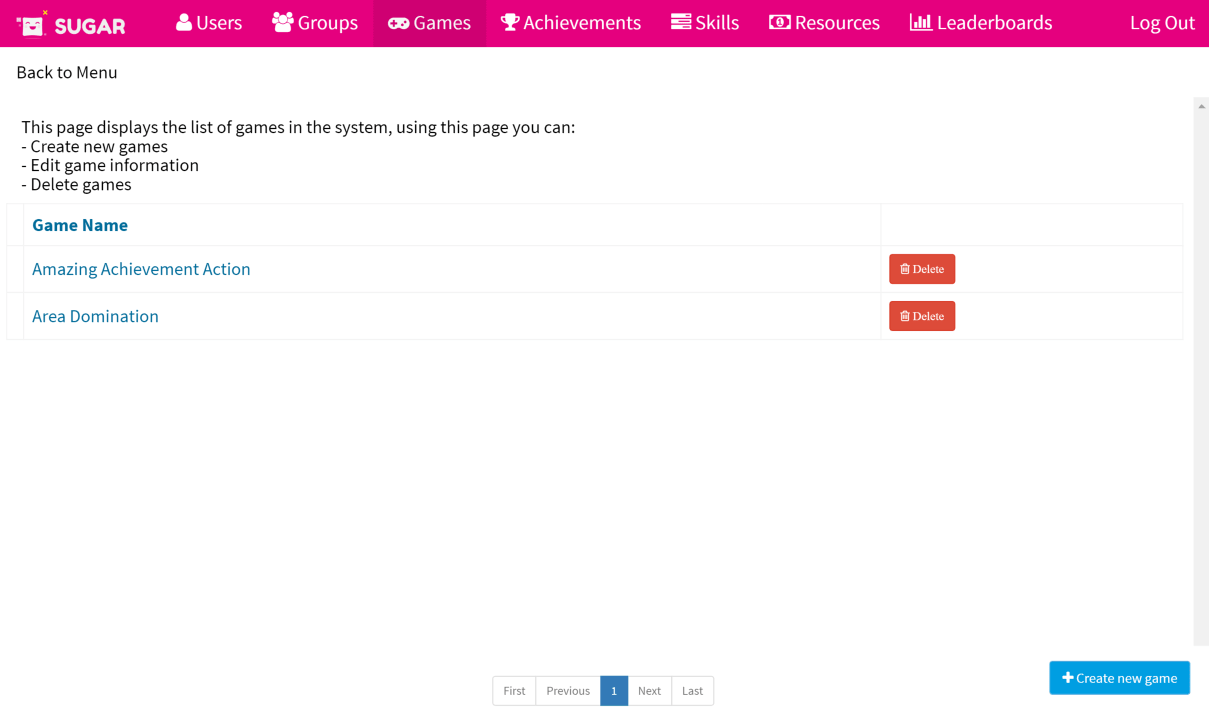 SUGAR Users Groups Games Achievements Skills Resources Leaderboards Log Out
Back to Menu
This page displays the list of games in the system, using this page you can:
- Create new games
- Edit game information
- Delete games
Game Name
Amazing Achievement Action Delete
Area Domination Delete
First Previous 1 Next Last
Create new game